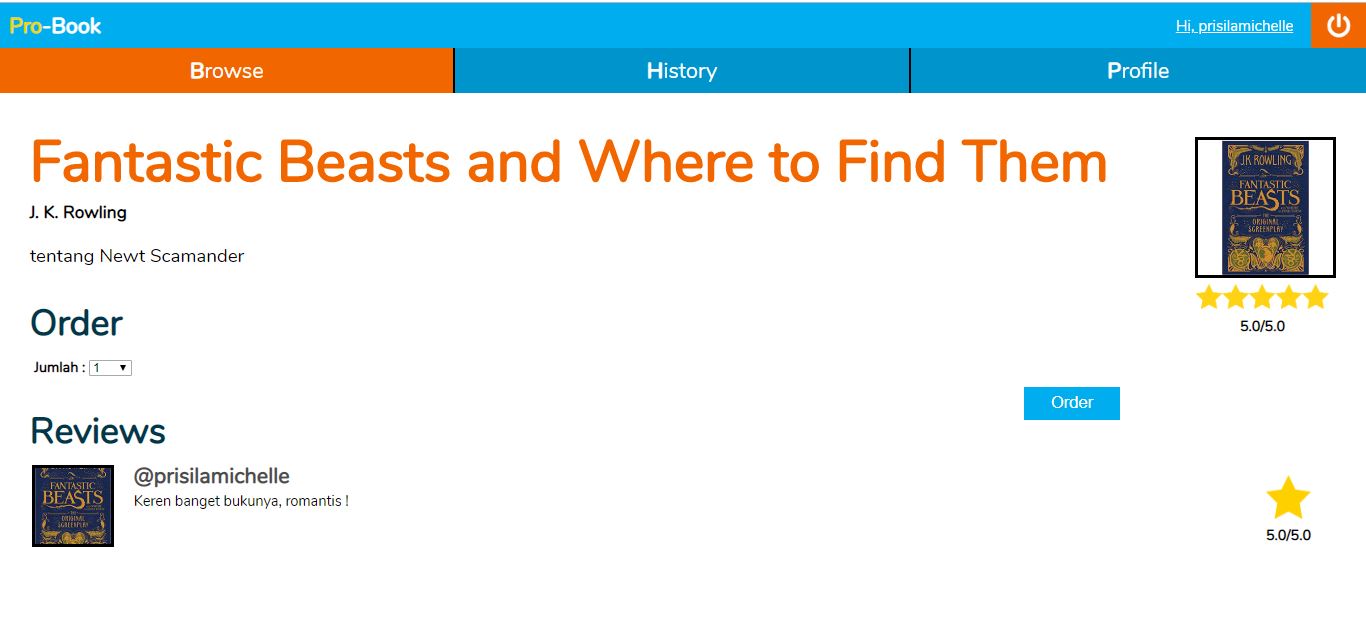 Pro-Book
Hi, prisilamichelle
Browse
History
Profile
Fantastic Beasts and Where to Find Them
J. K. Rowling
tentang Newt Scamander
J.K. ROWLING
FANTASTIC
BEASTS
THE
ORIGINAL
SCREENPLAY
5.0/5.0
Order
Jumlah : 1
Order
Reviews
FANTASTIC
BEASTS
THE
ORIGINAL
SCREENPLAY
@prisilamichelle
Keren banget bukunya, romantis !
5.0/5.0